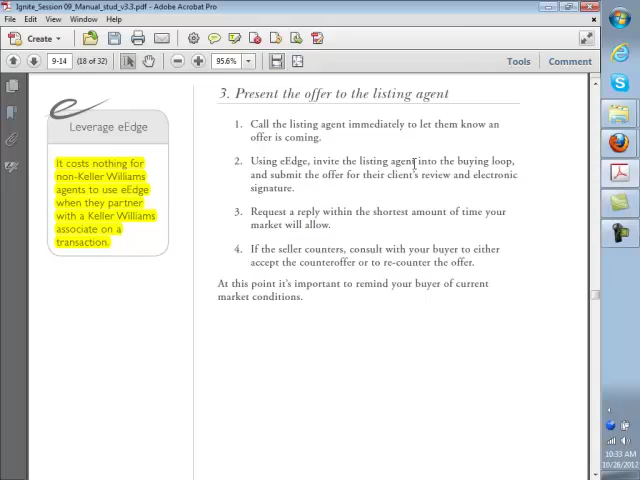 Ignite_Session 09_Manual_stud_v3.3.pdf - Adobe Acrobat Pro
File Edit View Window Help
Create
9-14 (18 of 32) 95.6% Tools Comment
3. Present the offer to the listing agent
1. Call the listing agent immediately to let them know an
offer is coming.
2. Using eEdge, invite the listing agent into the buying loop,
and submit the offer for their client's review and electronic
signature.
3. Request a reply within the shortest amount of time your
market will allow.
4. If the seller counters, consult with your buyer to either
accept the counteroffer or to re-counter the offer.
At this point it's important to remind your buyer of current
market conditions.
e
Leverage eEdge
It costs nothing for
non-Keller Williams
agents to use eEdge
when they partner
with a Keller Williams
associate on a
transaction.
10:33 AM
10/26/2012